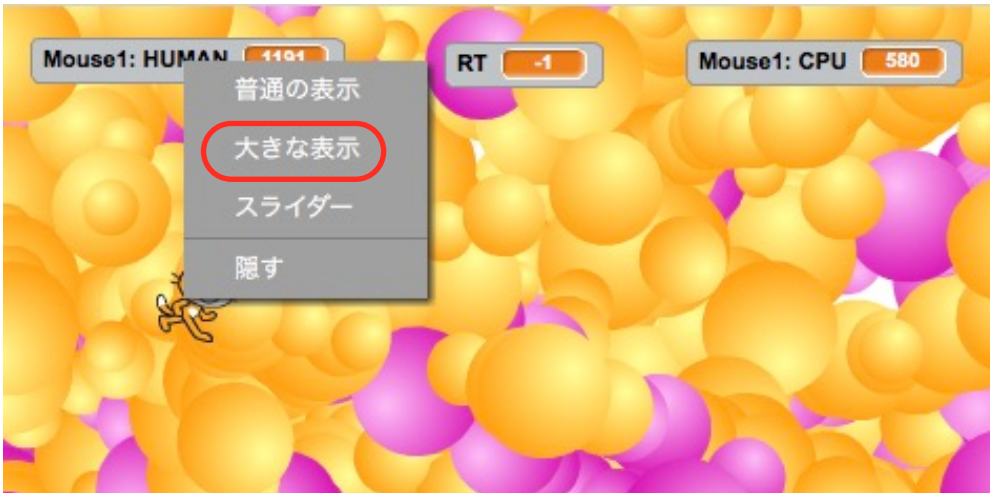 Mouse1: HUMAN 1191
RT -1
Mouse1: CPU 580
普通の表示
大きな表示
スライダー
隠す